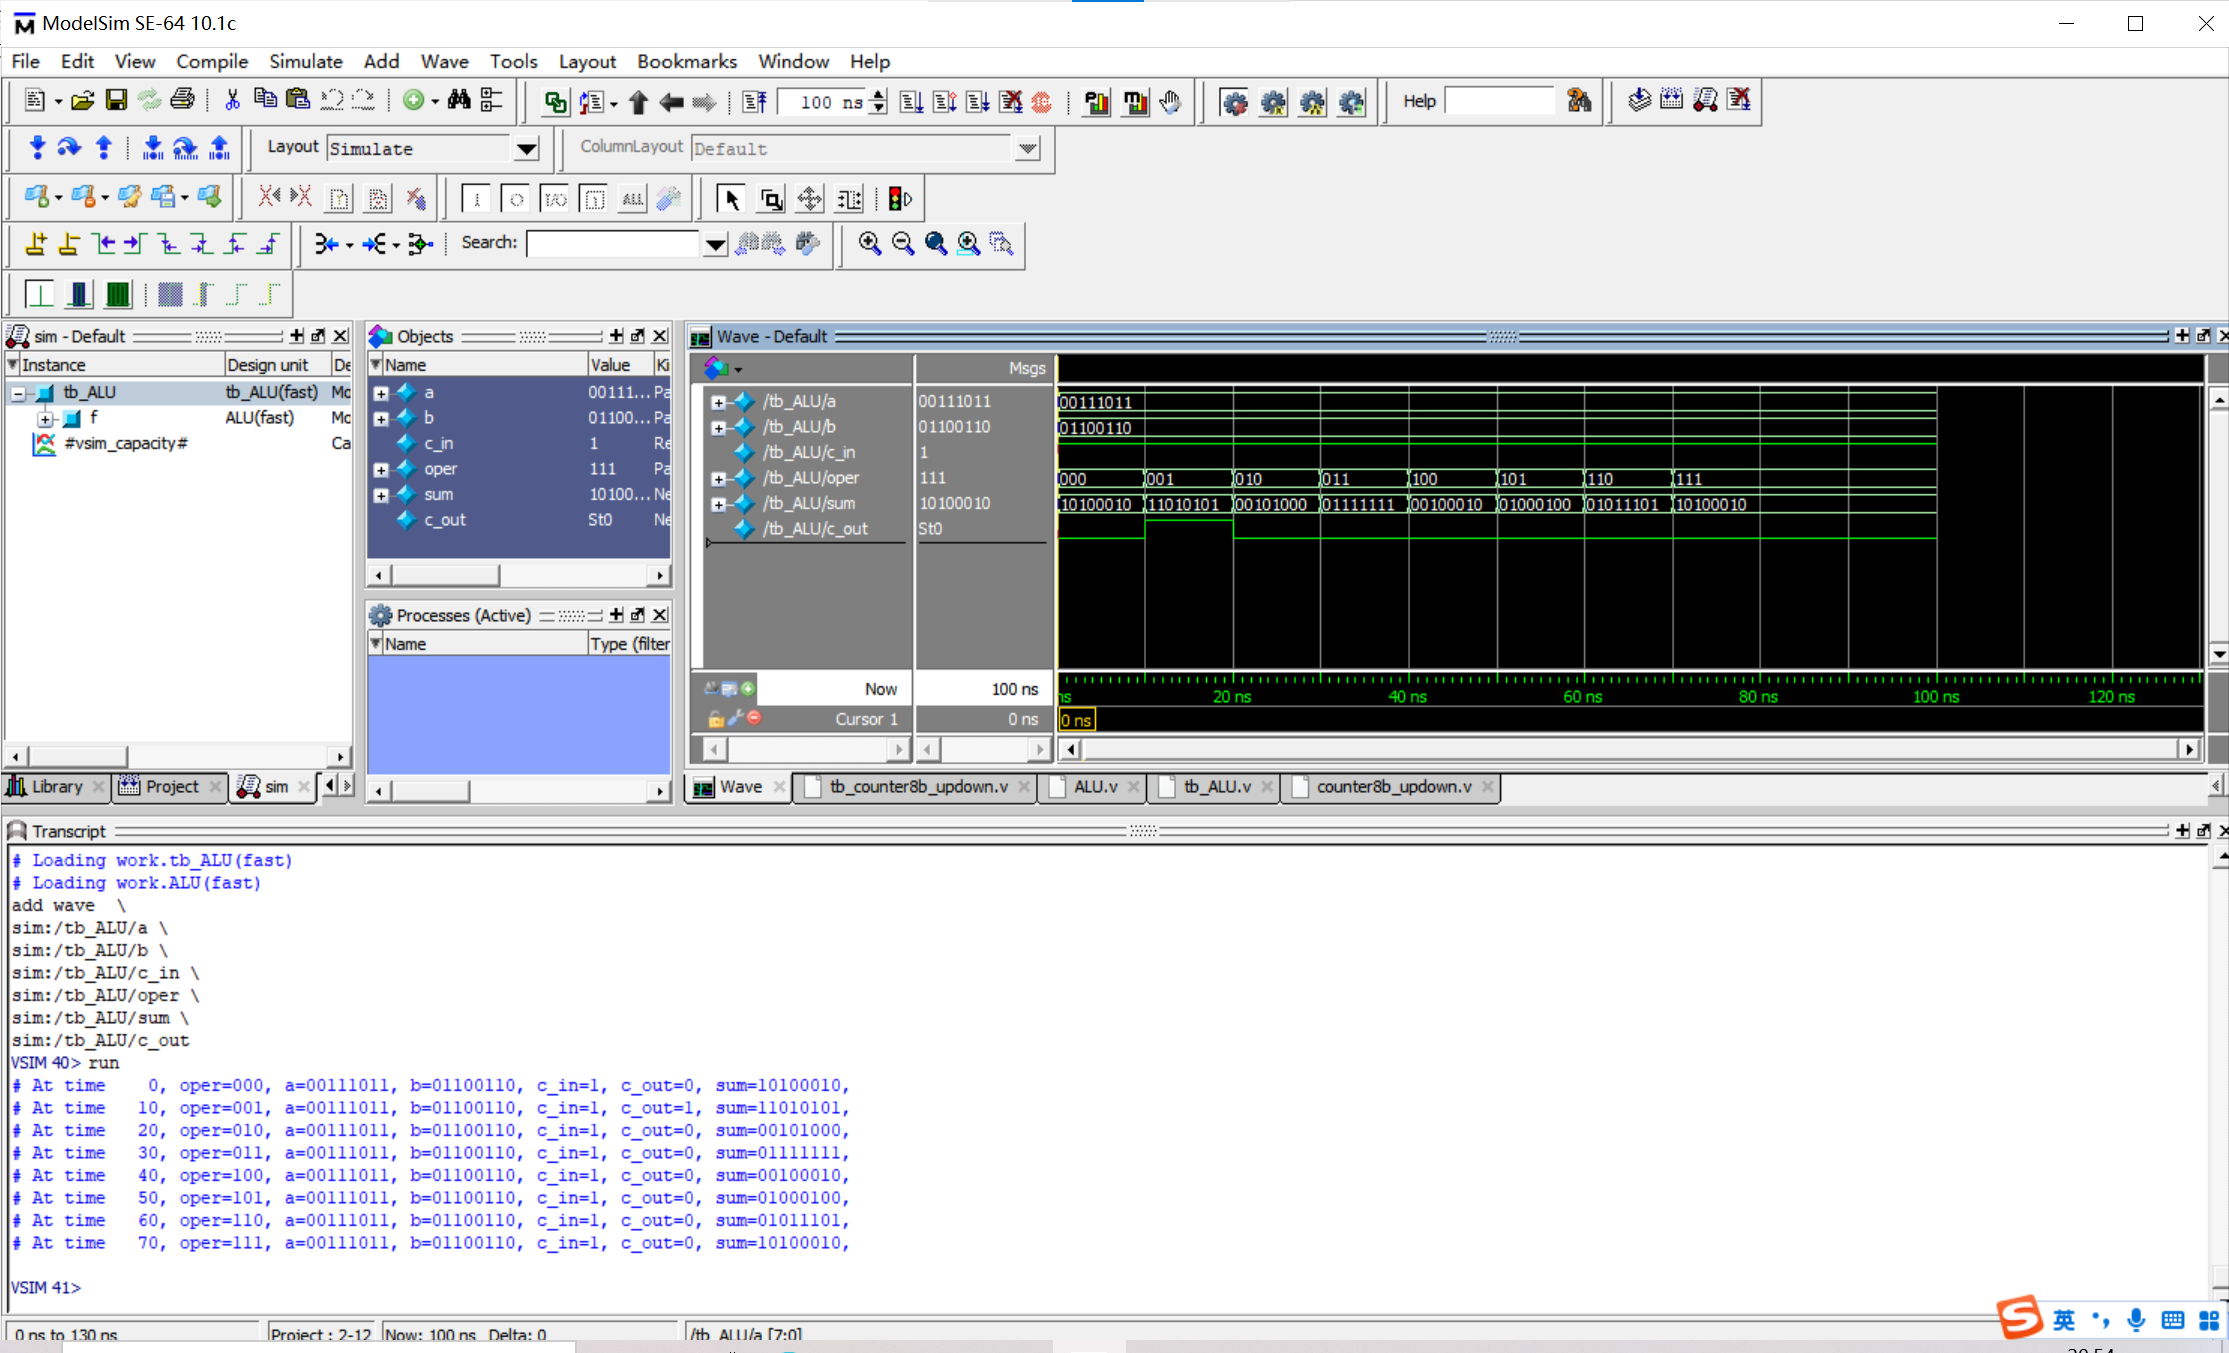 ModelSim SE-64 10.1c
File Edit View Compile Simulate Add Wave Tools Layout Bookmarks Window Help
100 ns
Help
Layout Simulate
ColumnLayout Default
ALL
Search:
sim - Default
Instance Design unit De
tb_ALU tb_ALU(fast) Mo
f ALU(fast) Mo
#vsim_capacity# Ca
Library Project sim
Objects
Name Value Ki
a 00111... Pa
b 01100... Pa
c_in 1 Re
oper 111 Pa
sum 10100... Ne
c_out St0 Ne
Processes (Active)
Name Type (filter
Wave - Default
Msgs
/tb_ALU/a 00111011 00111011
/tb_ALU/b 01100110 01100110
/tb_ALU/c_in 1
/tb_ALU/oper 111 000 001 010 011 100 101 110 111
/tb_ALU/sum 10100010 10100010 11010101 00101000 01111111 00100010 01000100 01011101 10100010
/tb_ALU/c_out St0
Now 100 ns ns 20 ns 40 ns 60 ns 80 ns 100 ns 120 ns
Cursor 1 0 ns 0 ns
Wave tb_counter8b_updown.v ALU.v tb_ALU.v counter8b_updown.v
Transcript
# Loading work.tb_ALU(fast)
# Loading work.ALU(fast)
add wave \
sim:/tb_ALU/a \
sim:/tb_ALU/b \
sim:/tb_ALU/c_in \
sim:/tb_ALU/oper \
sim:/tb_ALU/sum \
sim:/tb_ALU/c_out
VSIM 40> run
# At time 0, oper=000, a=00111011, b=01100110, c_in=1, c_out=0, sum=10100010,
# At time 10, oper=001, a=00111011, b=01100110, c_in=1, c_out=1, sum=11010101,
# At time 20, oper=010, a=00111011, b=01100110, c_in=1, c_out=0, sum=00101000,
# At time 30, oper=011, a=00111011, b=01100110, c_in=1, c_out=0, sum=01111111,
# At time 40, oper=100, a=00111011, b=01100110, c_in=1, c_out=0, sum=00100010,
# At time 50, oper=101, a=00111011, b=01100110, c_in=1, c_out=0, sum=01000100,
# At time 60, oper=110, a=00111011, b=01100110, c_in=1, c_out=0, sum=01011101,
# At time 70, oper=111, a=00111011, b=01100110, c_in=1, c_out=0, sum=10100010,
VSIM 41>
英
0 ns to 130 ns Project : 2-12 Now: 100 ns Delta: 0 /tb_ALU/a [7:0]